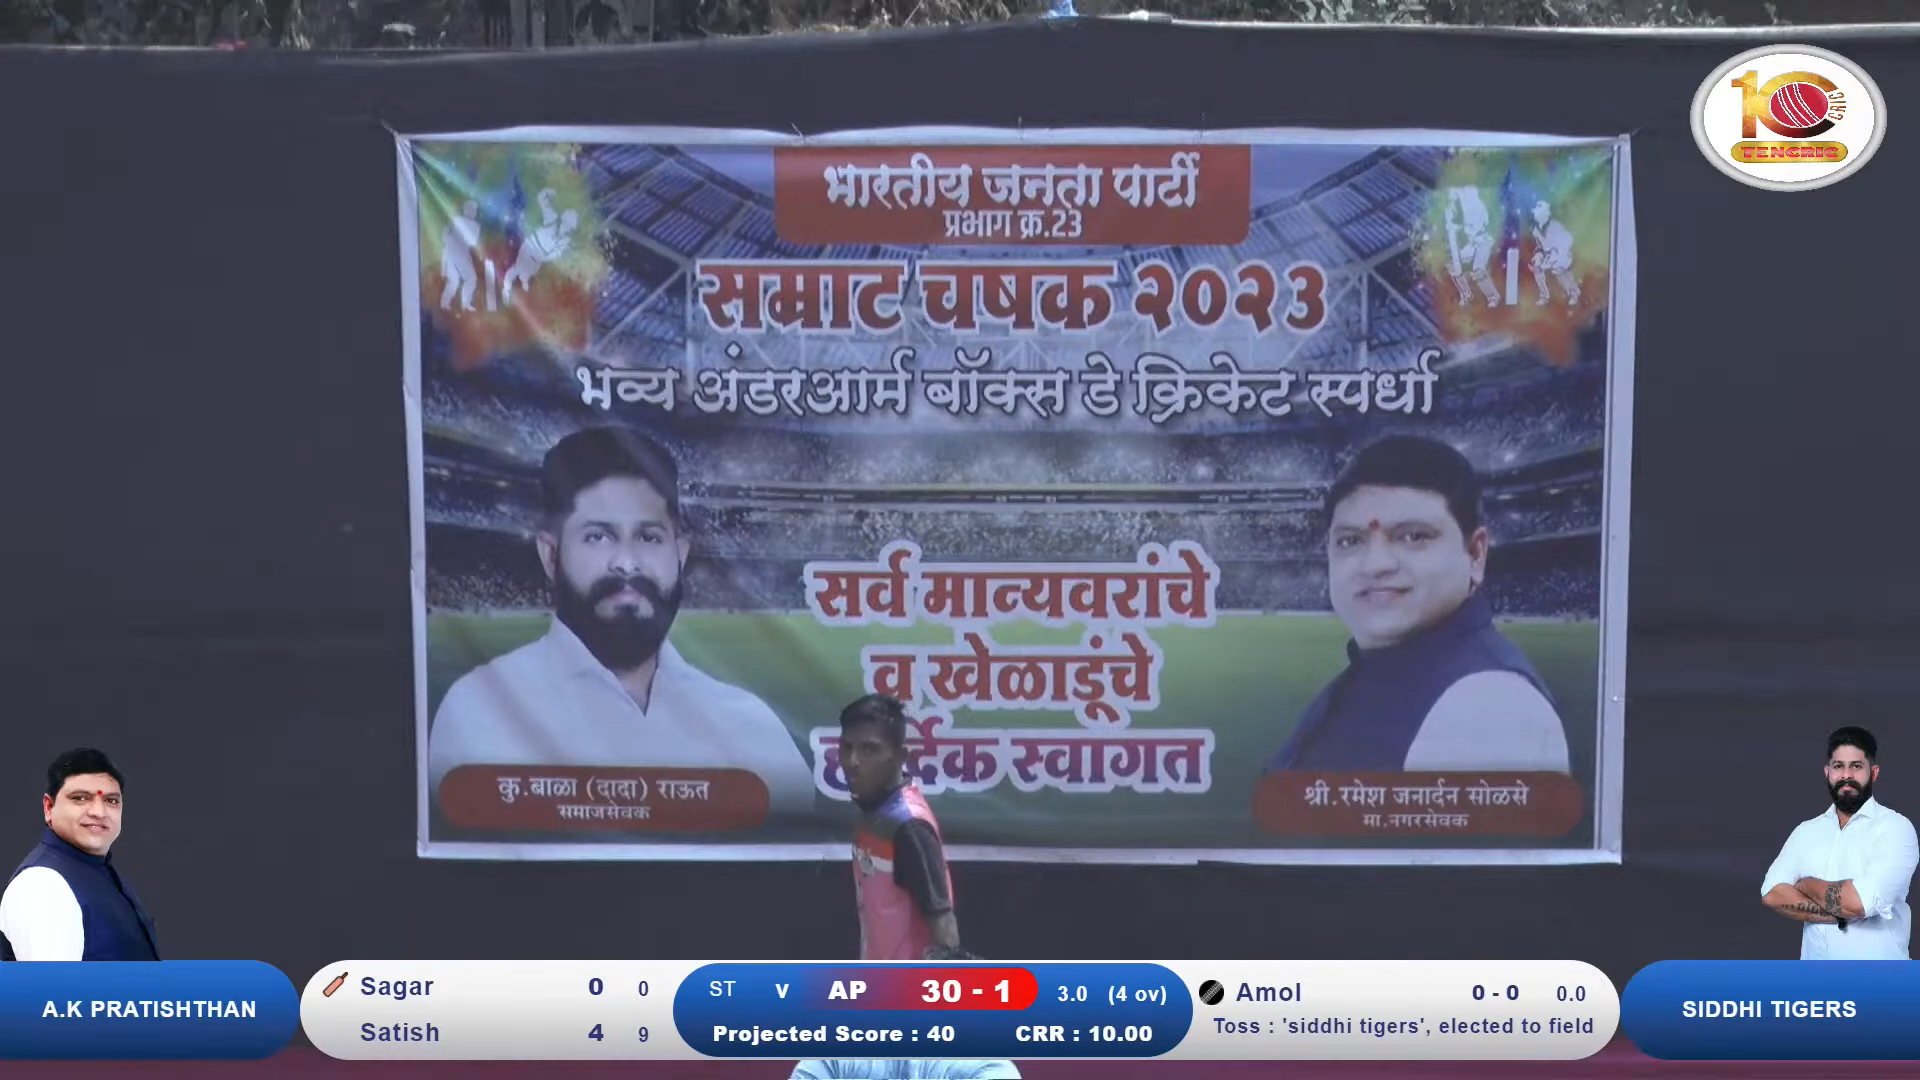 भारतीय जनता पार्टी
प्रभाग क्र.23
सम्राट चषक २०२३
भव्य अंडरआर्म बॉक्स डे क्रिकेट स्पर्धा
सर्व मान्यवरांचे
व खेळाडूंचे
स्वागत
कु.बाळा (दादा) राऊत
समाजसेवक
श्री.रमेश जनार्दन सोळसे
मा.नगरसेवक
10 CRIC
TENCRIC
A.K PRATISHTHAN
Sagar 0 0
Satish 4 9
ST v AP 30 - 1 3.0 (4 ov)
Projected Score : 40 CRR : 10.00
Amol 0 - 0 0.0
Toss : 'siddhi tigers', elected to field
SIDDHI TIGERS